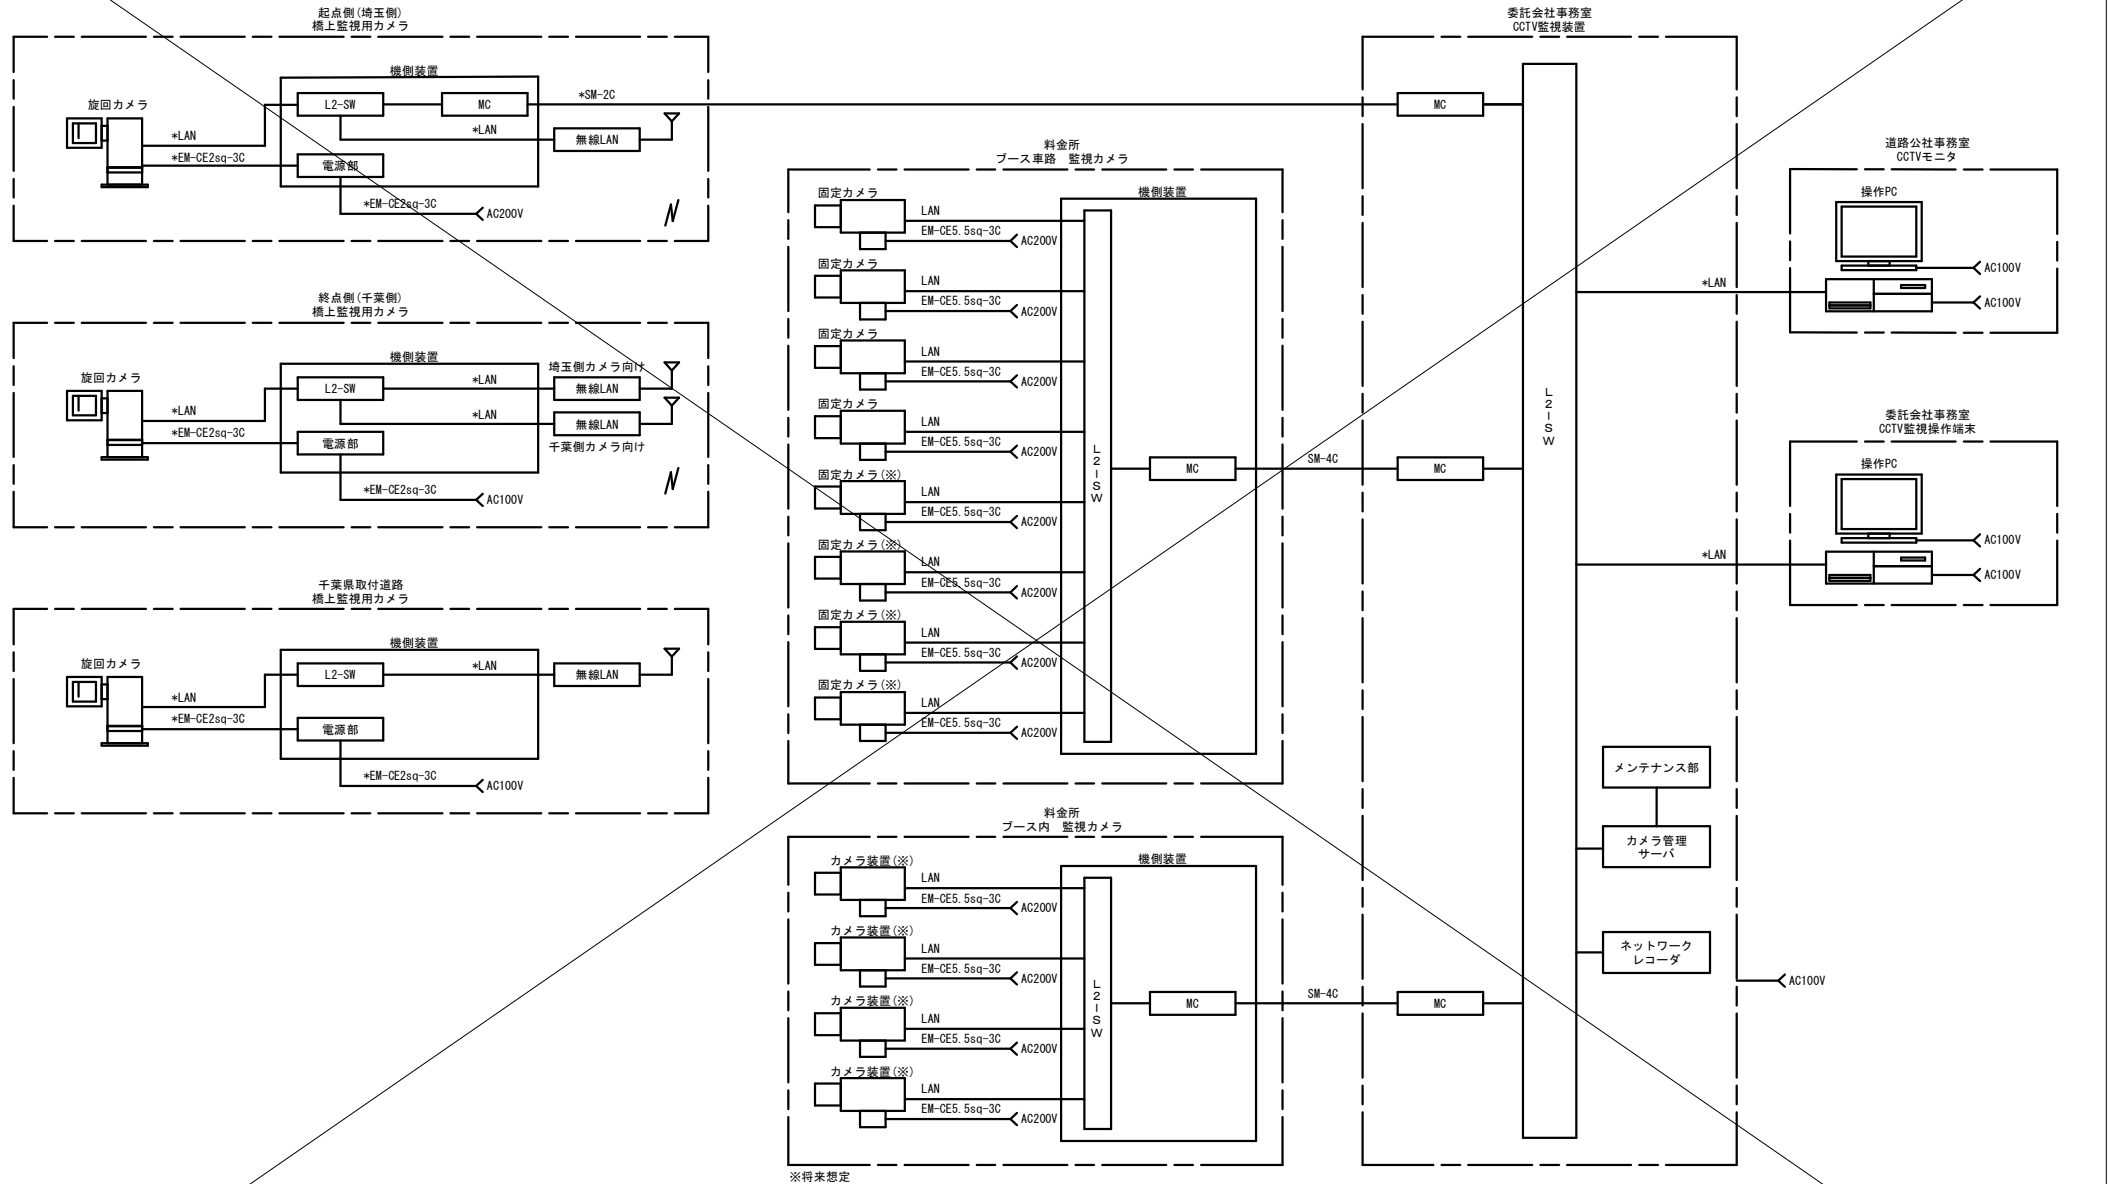 起点側(埼玉側)
橋上監視用カメラ
機側装置
旋回カメラ
L2-SW
MC
*SM-2C
*LAN
*LAN
無線LAN
*EM-CE2sq-3C
電源部
*EM-CE2sq-3C
AC200V
終点側(千葉側)
橋上監視用カメラ
機側装置
旋回カメラ
埼玉側カメラ向け
L2-SW
*LAN
無線LAN
*LAN
*LAN
無線LAN
*EM-CE2sq-3C
電源部
千葉側カメラ向け
*EM-CE2sq-3C
AC100V
千葉県取付道路
橋上監視用カメラ
機側装置
旋回カメラ
L2-SW
*LAN
無線LAN
*LAN
*EM-CE2sq-3C
電源部
*EM-CE2sq-3C
AC100V
料金所
ブース車路 監視カメラ
機側装置
固定カメラ
LAN
EM-CE5.5sq-3C
AC200V
固定カメラ
LAN
EM-CE5.5sq-3C
AC200V
固定カメラ
LAN
EM-CE5.5sq-3C
AC200V
固定カメラ
LAN
EM-CE5.5sq-3C
AC200V
固定カメラ(※)
LAN
EM-CE5.5sq-3C
AC200V
固定カメラ(※)
LAN
EM-CE5.5sq-3C
AC200V
固定カメラ(※)
LAN
EM-CE5.5sq-3C
AC200V
固定カメラ(※)
LAN
EM-CE5.5sq-3C
AC200V
L2-SW
MC
SM-4C
料金所
ブース内 監視カメラ
機側装置
カメラ装置(※)
LAN
EM-CE5.5sq-3C
AC200V
カメラ装置(※)
LAN
EM-CE5.5sq-3C
AC200V
カメラ装置(※)
LAN
EM-CE5.5sq-3C
AC200V
カメラ装置(※)
LAN
EM-CE5.5sq-3C
AC200V
L2-SW
MC
SM-4C
※将来想定
委託会社事務室
CCTV監視装置
MC
MC
MC
L2-SW
メンテナンス部
カメラ管理
サーバ
ネットワーク
レコーダ
AC100V
道路公社事務室
CCTVモニタ
操作PC
AC100V
*LAN
AC100V
委託会社事務室
CCTV監視操作端末
操作PC
AC100V
*LAN
AC100V